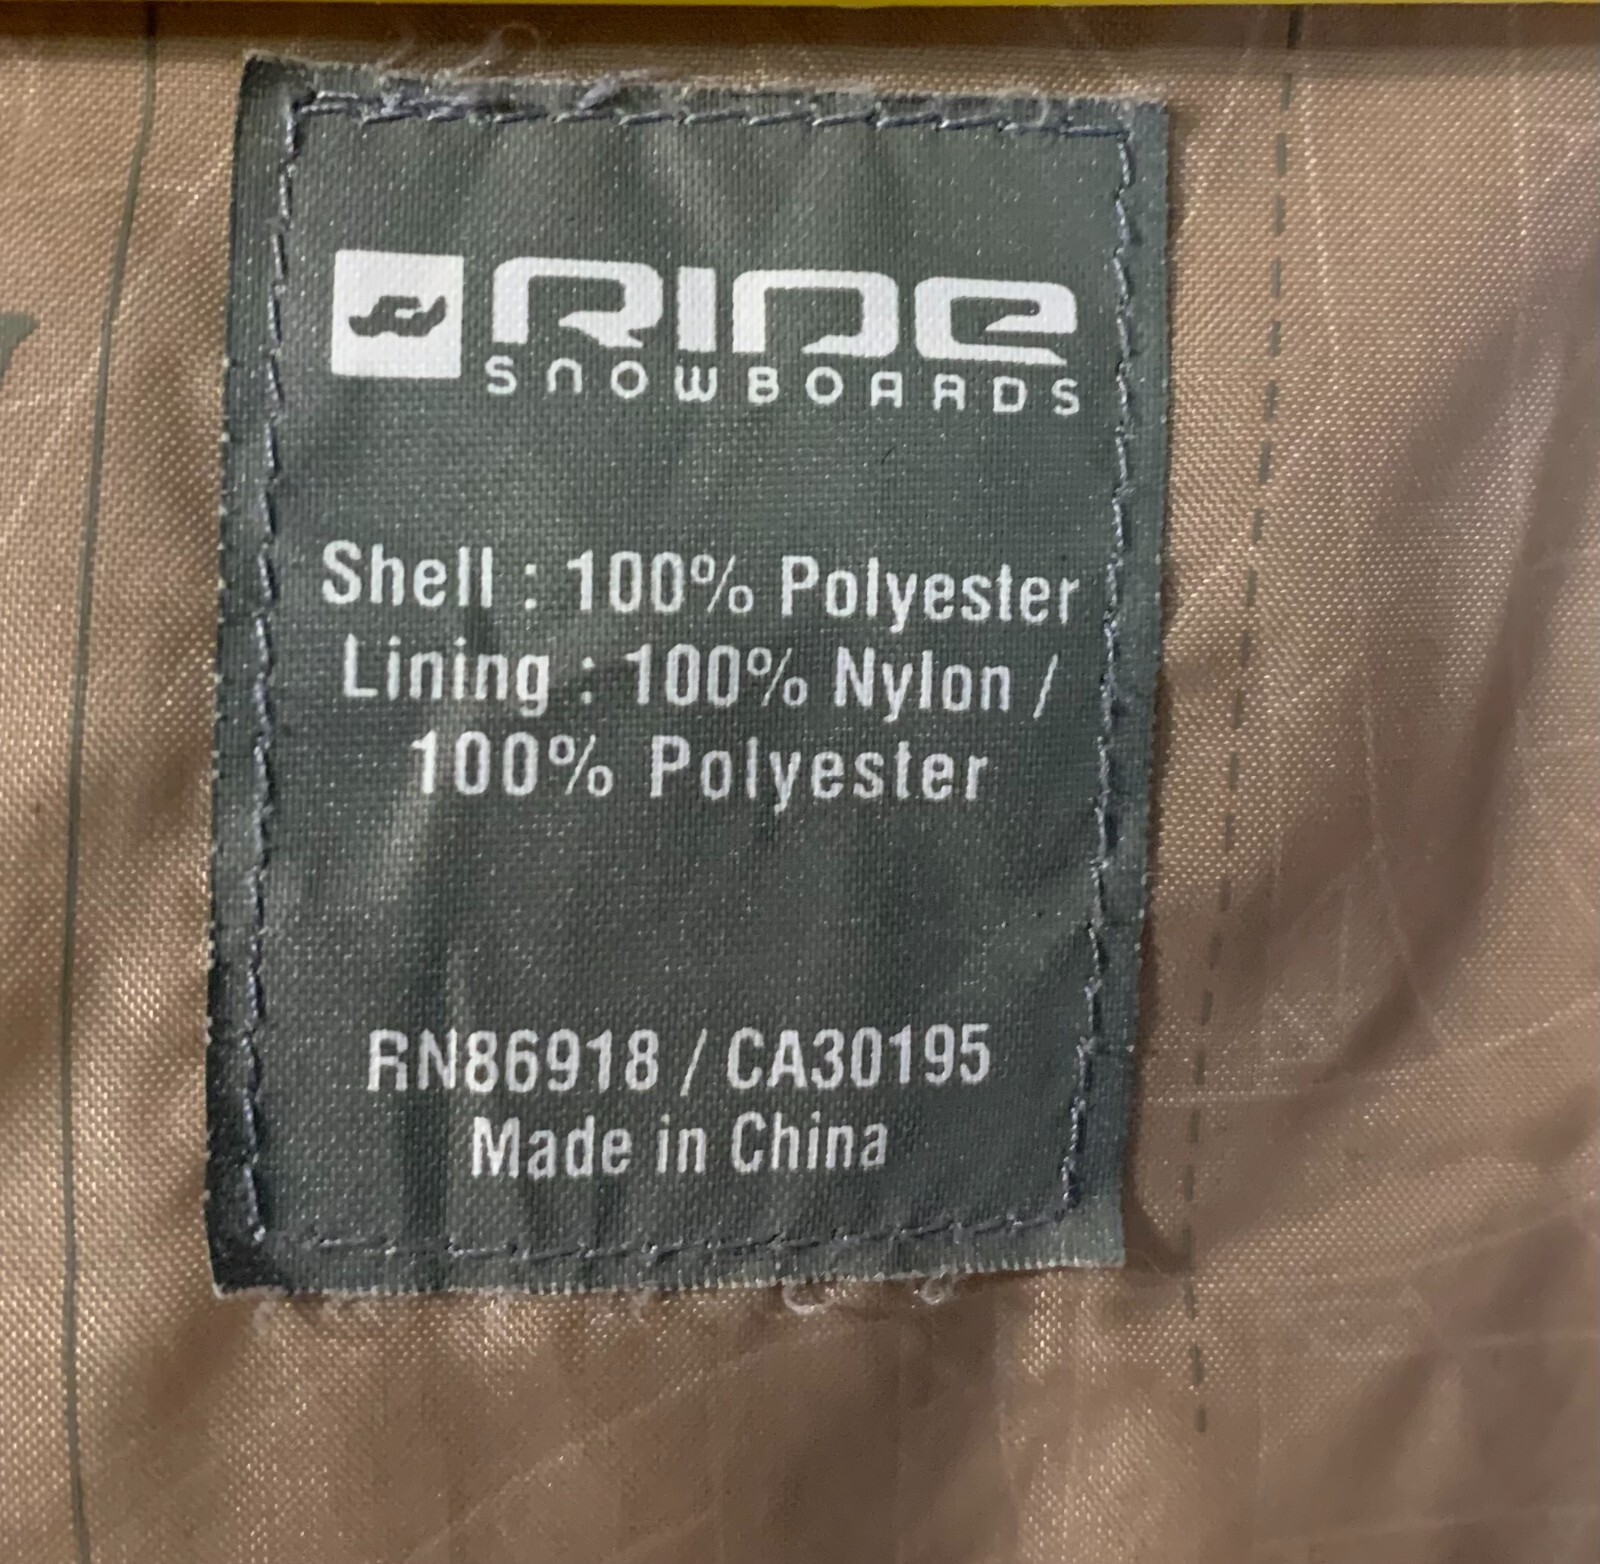 RIDE
SNOWBOARDS
Shell : 100% Polyester
Lining : 100% Nylon /
100% Polyester
RN86918 / CA30195
Made in China